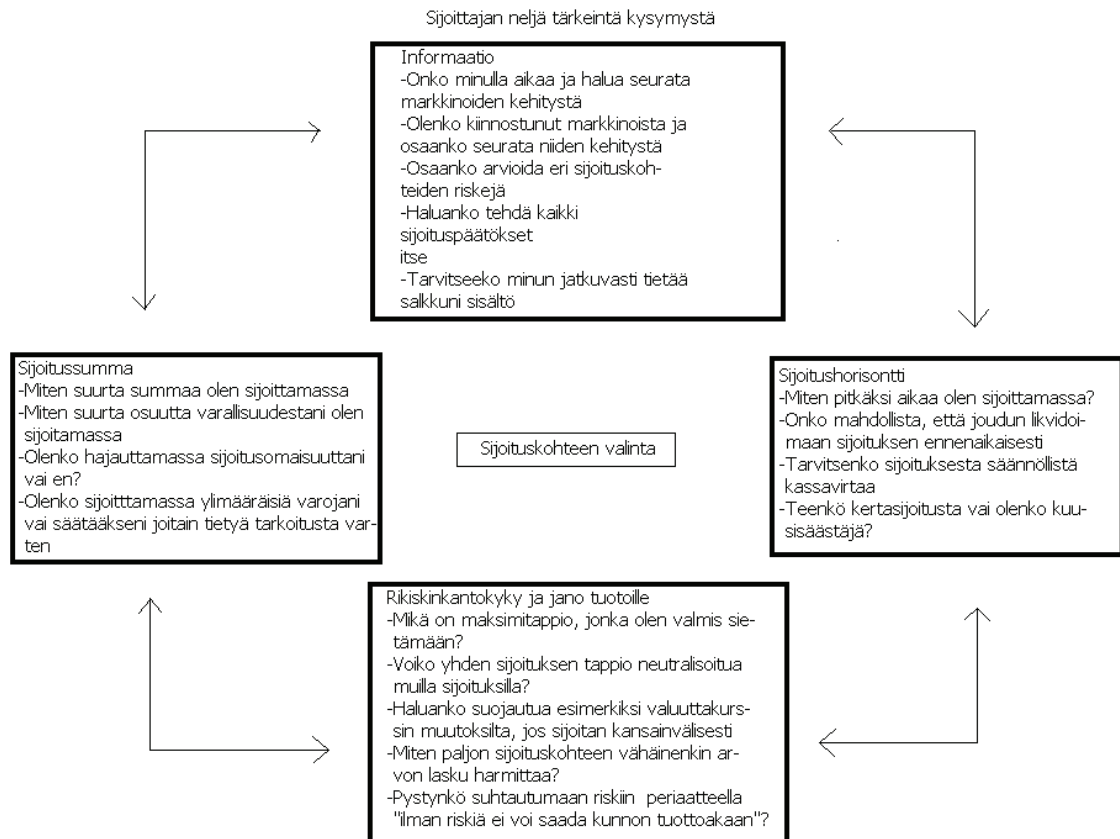 Sijoittajan neljä tärkeintä kysymystä
Informaatio
-Onko minulla aikaa ja halua seurata
markkinoiden kehitystä
-Olenko kiinnostunut markkinoista ja
osaanko seurata niiden kehitystä
-Osaanko arvioida eri sijoituskoh-
teiden riskejä
-Haluanko tehdä kaikki
sijoituspäätökset
itse
-Tarvitseeko minun jatkuvasti tietää
salkkuni sisältö
Sijoitussumma
-Miten suurta summaa olen sijoittamassa
-Miten suurta osuutta varallisuudestani olen
sijoitamassa
-Olenko hajauttamassa sijoitusomaisuuttani
vai en?
-Olenko sijoitttamassa ylimääräisiä varojani
vai säätääkseni joitain tietyä tarkoitusta var-
ten
Sijoituskohteen valinta
Sijoitushorisontti
-Miten pitkäksi aikaa olen sijoittamassa?
-Onko mahdollista, että joudun likvidoi-
maan sijoituksen ennenaikaisesti
-Tarvitsenko sijoituksesta säännöllistä
kassavirtaa
-Teenkö kertasijoitusta vai olenko kuu-
sisäästäjä?
Rikiskinkantokyky ja jano tuotoille
-Mikä on maksimitappio, jonka olen valmis sie-
tämään?
-Voiko yhden sijoituksen tappio neutralisoitua
muilla sijoituksilla?
-Haluanko suojautua esimerkiksi valuuttakurs-
sin muutoksilta, jos sijoitan kansainvälisesti
-Miten paljon sijoituskohteen vähäinenkin ar-
von lasku harmittaa?
-Pystynkö suhtautumaan riskiin periaatteella
"ilman riskiä ei voi saada kunnon tuottoakaan"?